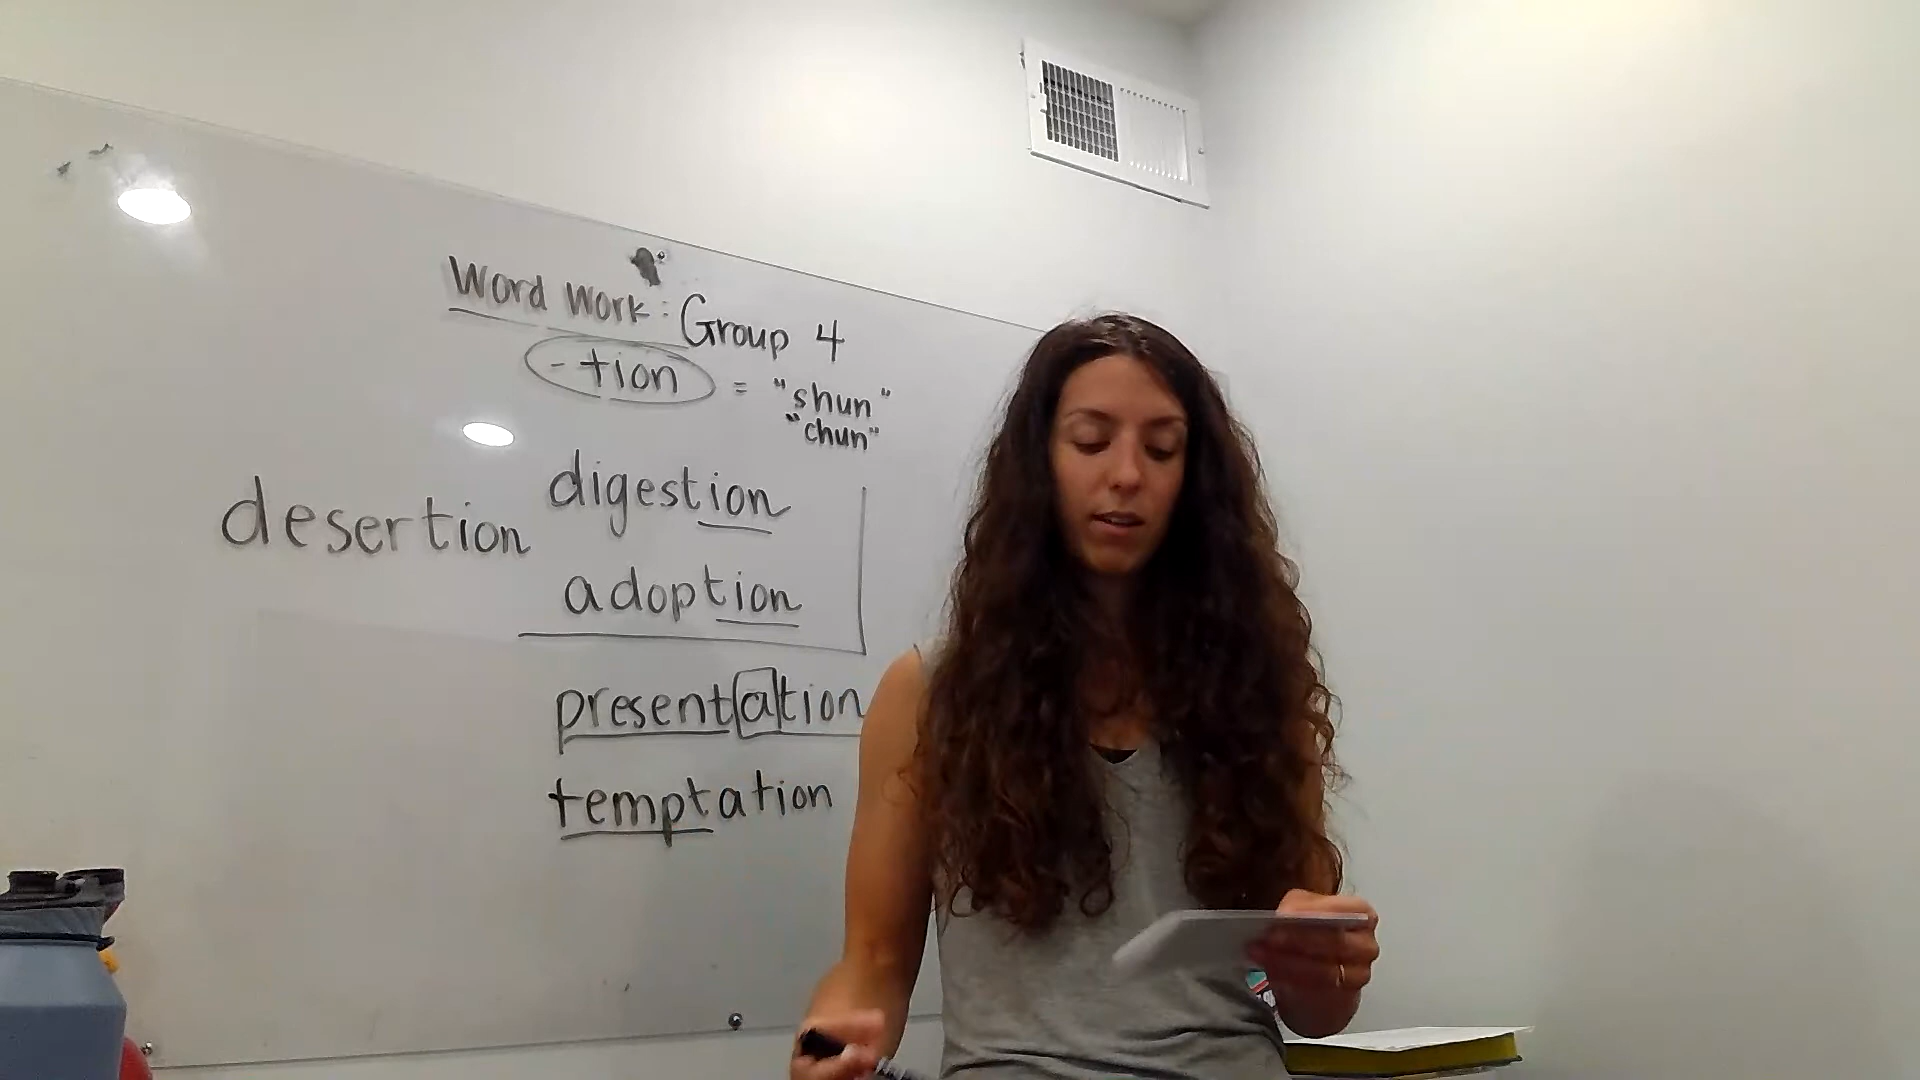 Word Work: Group 4
-tion = "shun"
"chun"
digestion
desertion
adoption
presentation
temptation